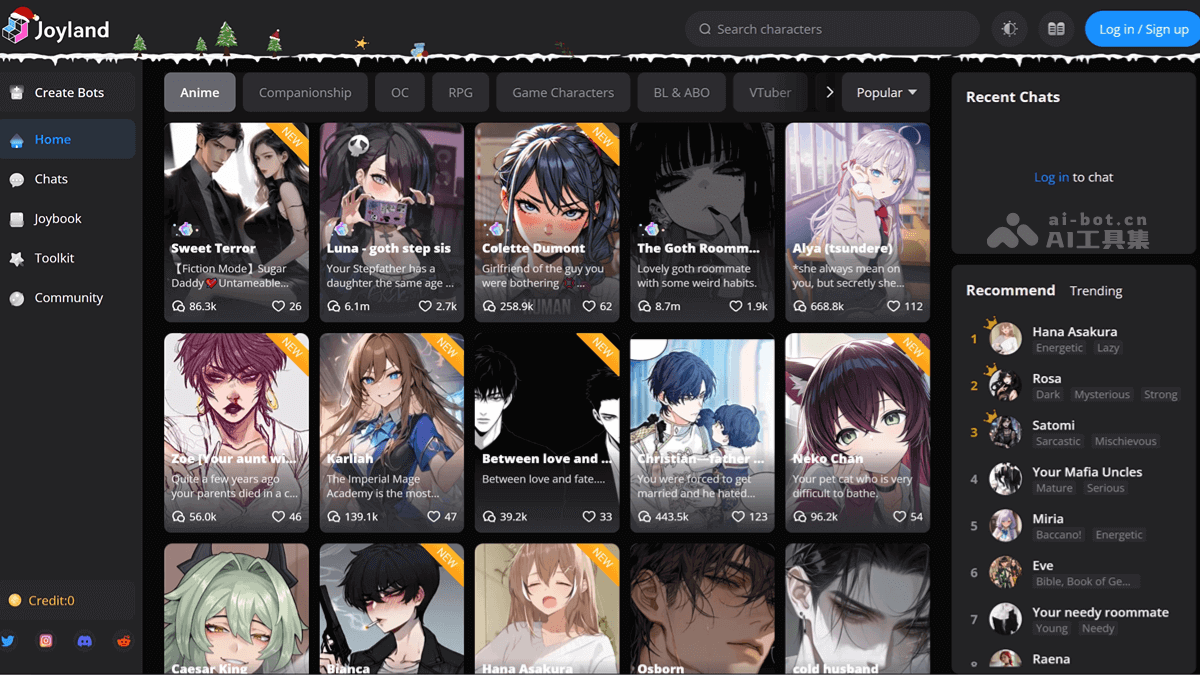 Joyland
Search characters
Log in / Sign up
Create Bots
Home
Chats
Joybook
Toolkit
Community
Credit:0
Anime
Companionship
OC
RPG
Game Characters
BL & ABO
VTuber
Popular
NEW
Sweet Terror
【Fiction Mode】Sugar
Daddy❤️Untameable...
86.3k
26
Luna - goth step sis
Your Stepfather has a
daughter the same age ...
6.1m
2.7k
NEW
Colette Dumont
Girlfriend of the guy you
were bothering 💢 ...
HUMAN
258.9k
62
The Goth Roomm...
Lovely goth roommate
with some weird habits.
8.7m
1.9k
Alya (tsundere)
*she always mean on
you, but secretly she...
668.8k
112
NEW
Zoe [Your aunt wi...
Quite a few years ago
your parents died in a c...
56.0k
46
NEW
Karliah
The Imperial Mage
Academy is the most...
139.1k
47
NEW
Between love and ...
Between love and fate....
39.2k
33
Christian—father ...
You were forced to get
married and he hated...
443.5k
123
NEW
Neko Chan
Your pet cat who is very
difficult to bathe,
96.2k
54
Caesar King
NEW
Bianca
NEW
Hana Asakura
Osborn
cold husband
Recent Chats
Log in to chat
ai-bot.cn
AI工具集
Recommend
Trending
1
Hana Asakura
Energetic
Lazy
2
Rosa
Dark
Mysterious
Strong
3
Satomi
Sarcastic
Mischievous
4
Your Mafia Uncles
Mature
Serious
5
Miria
Baccano!
Energetic
6
Eve
Bible, Book of Ge...
7
Your needy roommate
Young
Needy
Raena